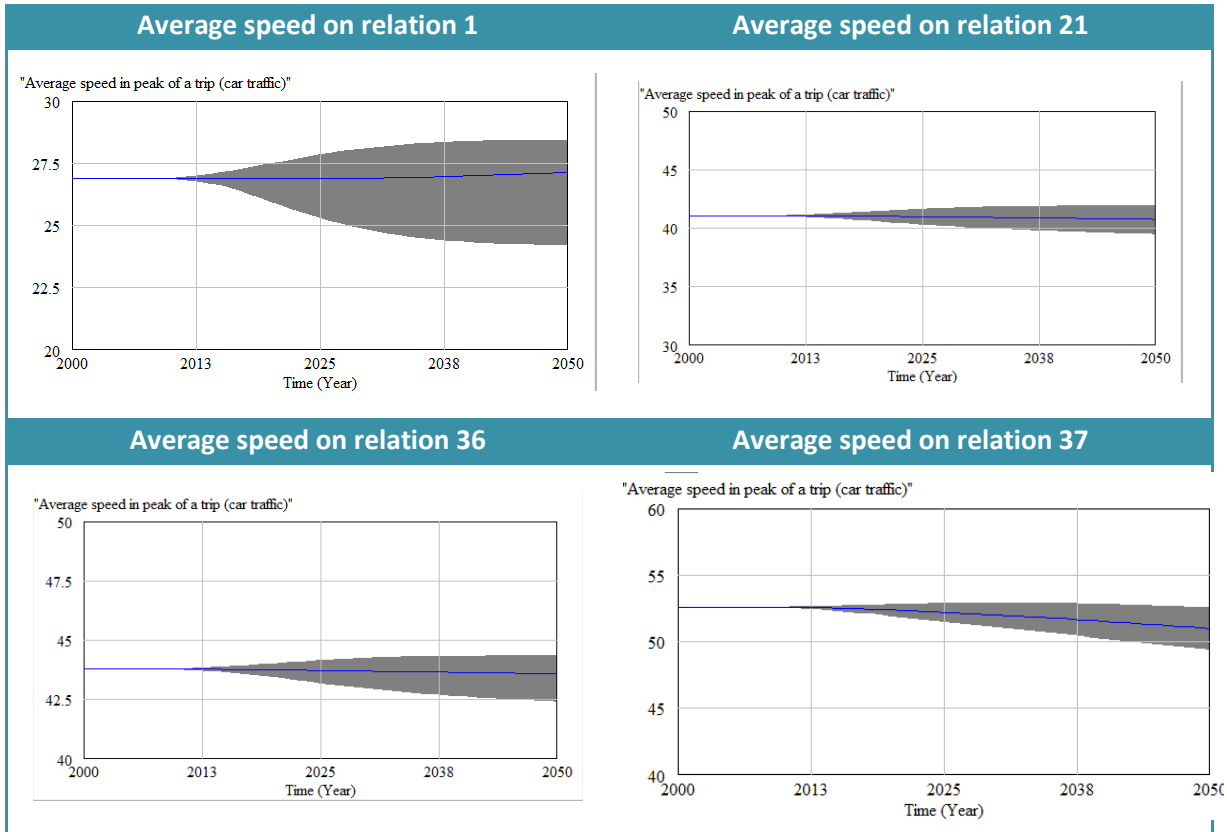 Average speed on relation 1
"Average speed in peak of a trip (car traffic)"
30
27.5
25
22.5
20
2000 2013 2025 2038 2050
Time (Year)
Average speed on relation 21
"Average speed in peak of a trip (car traffic)"
50
45
40
35
30
2000 2013 2025 2038 2050
Time (Year)
Average speed on relation 36
"Average speed in peak of a trip (car traffic)"
50
47.5
45
42.5
40
2000 2013 2025 2038 2050
Time (Year)
Average speed on relation 37
"Average speed in peak of a trip (car traffic)"
60
55
50
45
40
2000 2013 2025 2038 2050
Time (Year)